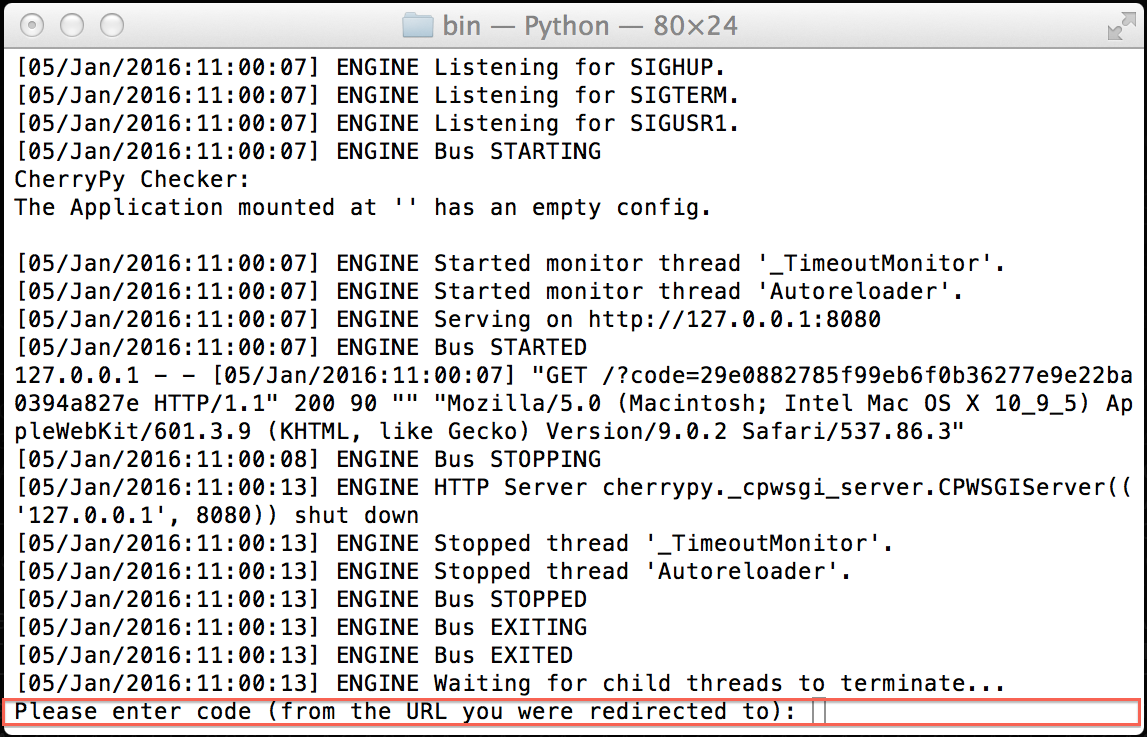 bin — Python — 80×24
[05/Jan/2016:11:00:07] ENGINE Listening for SIGHUP.
[05/Jan/2016:11:00:07] ENGINE Listening for SIGTERM.
[05/Jan/2016:11:00:07] ENGINE Listening for SIGUSR1.
[05/Jan/2016:11:00:07] ENGINE Bus STARTING
CherryPy Checker:
The Application mounted at '' has an empty config.

[05/Jan/2016:11:00:07] ENGINE Started monitor thread '_TimeoutMonitor'.
[05/Jan/2016:11:00:07] ENGINE Started monitor thread 'Autoreloader'.
[05/Jan/2016:11:00:07] ENGINE Serving on http://127.0.0.1:8080
[05/Jan/2016:11:00:07] ENGINE Bus STARTED
127.0.0.1 - - [05/Jan/2016:11:00:07] "GET /?code=29e0882785f99eb6f0b36277e9e22ba
0394a827e HTTP/1.1" 200 90 "" "Mozilla/5.0 (Macintosh; Intel Mac OS X 10_9_5) Ap
pleWebKit/601.3.9 (KHTML, like Gecko) Version/9.0.2 Safari/537.86.3"
[05/Jan/2016:11:00:08] ENGINE Bus STOPPING
[05/Jan/2016:11:00:13] ENGINE HTTP Server cherrypy._cpwsgi_server.CPWSGIServer((
'127.0.0.1', 8080)) shut down
[05/Jan/2016:11:00:13] ENGINE Stopped thread '_TimeoutMonitor'.
[05/Jan/2016:11:00:13] ENGINE Stopped thread 'Autoreloader'.
[05/Jan/2016:11:00:13] ENGINE Bus STOPPED
[05/Jan/2016:11:00:13] ENGINE Bus EXITING
[05/Jan/2016:11:00:13] ENGINE Bus EXITED
[05/Jan/2016:11:00:13] ENGINE Waiting for child threads to terminate...
Please enter code (from the URL you were redirected to):